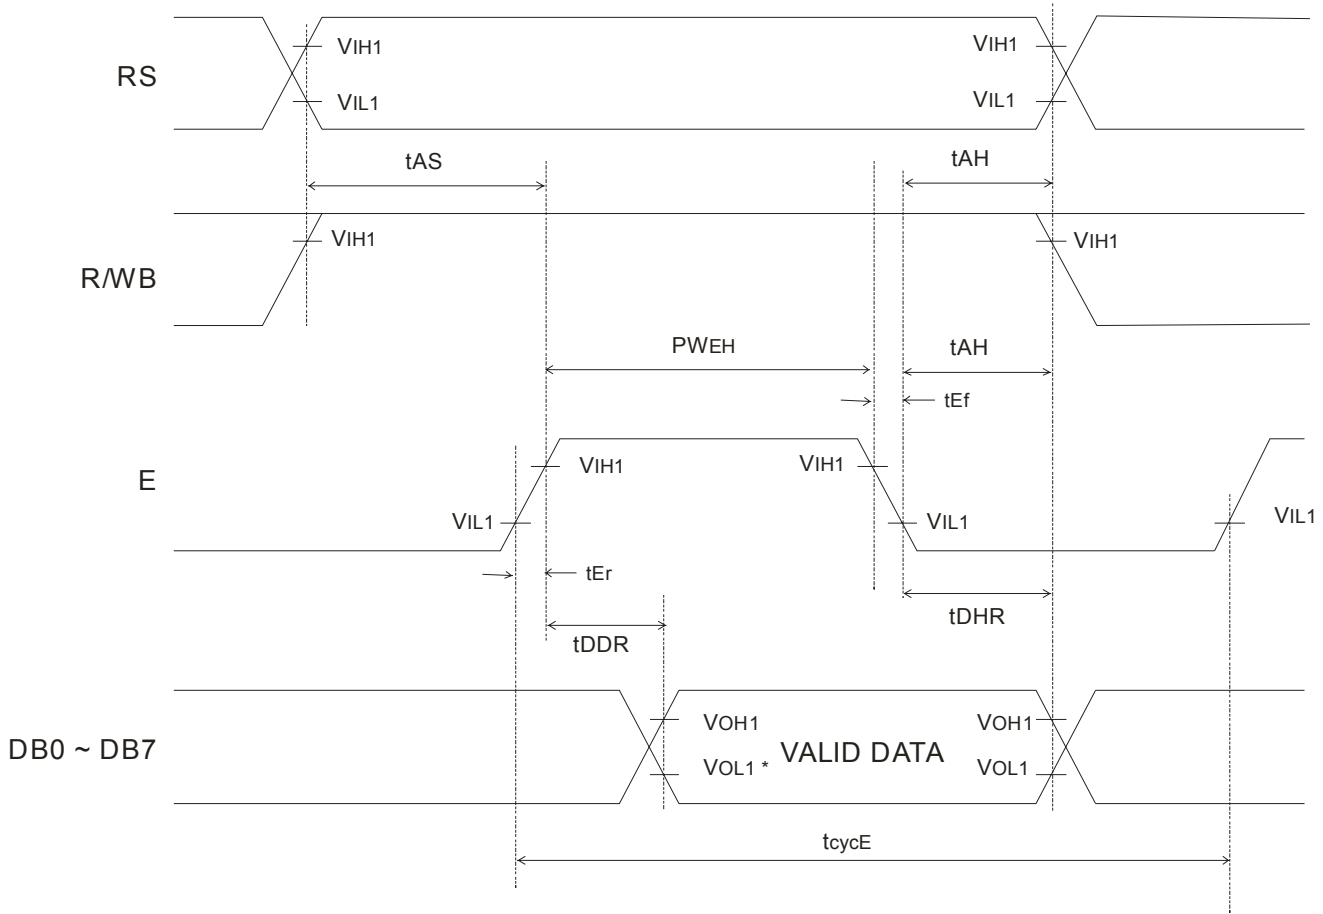 VIH1 VIH1
RS
VIL1 VIL1
tAS tAH
VIH1 VIH1
R/WB
PWEH tAH
tEf
VIH1 VIH1
E
VIL1 VIL1 VIL1
tEr
tDHR
tDDR
VOH1 VOH1
DB0 ~ DB7 VALID DATA
VOL1 * VOL1
tcycE